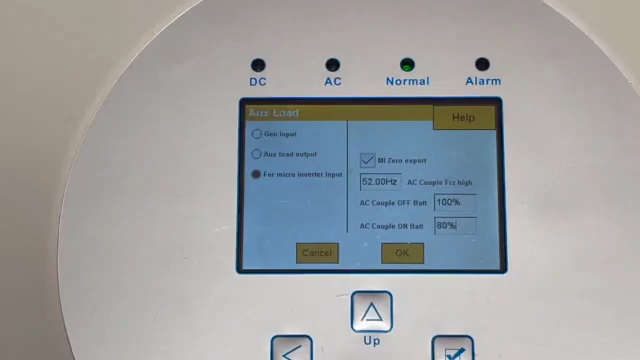 DC AC Normal Alarm
Aux Load
Help
Gen Input
Aux load output
For micro inverter input
MI Zero export
52.00Hz AC Couple Frz high
AC Couple OFF Batt 100%
AC Couple ON Batt 80%
Cancel OK
Up